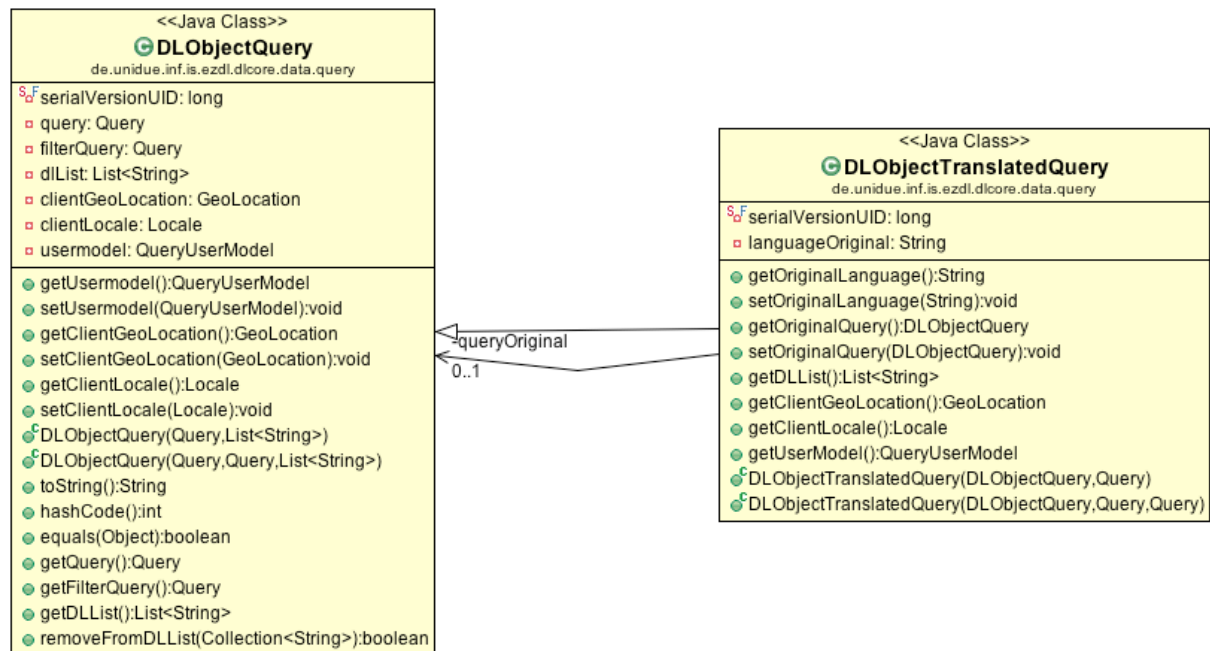 <<Java Class>>
DLObjectQuery
de.unidue.inf.is.ezdl.dlcore.data.query
serialVersionUID: long
query: Query
filterQuery: Query
dlList: List<String>
clientGeoLocation: GeoLocation
clientLocale: Locale
usermodel: QueryUserModel
getUsermodel():QueryUserModel
setUsermodel(QueryUserModel):void
getClientGeoLocation():GeoLocation
setClientGeoLocation(GeoLocation):void
getClientLocale():Locale
setClientLocale(Locale):void
DLObjectQuery(Query,List<String>)
DLObjectQuery(Query,Query,List<String>)
toString():String
hashCode():int
equals(Object):boolean
getQuery():Query
getFilterQuery():Query
getDLList():List<String>
removeFromDLList(Collection<String>):boolean
-queryOriginal
0..1
<<Java Class>>
DLObjectTranslatedQuery
de.unidue.inf.is.ezdl.dlcore.data.query
serialVersionUID: long
languageOriginal: String
getOriginalLanguage():String
setOriginalLanguage(String):void
getOriginalQuery():DLObjectQuery
setOriginalQuery(DLObjectQuery):void
getDLList():List<String>
getClientGeoLocation():GeoLocation
getClientLocale():Locale
getUserModel():QueryUserModel
DLObjectTranslatedQuery(DLObjectQuery,Query)
DLObjectTranslatedQuery(DLObjectQuery,Query,Query)